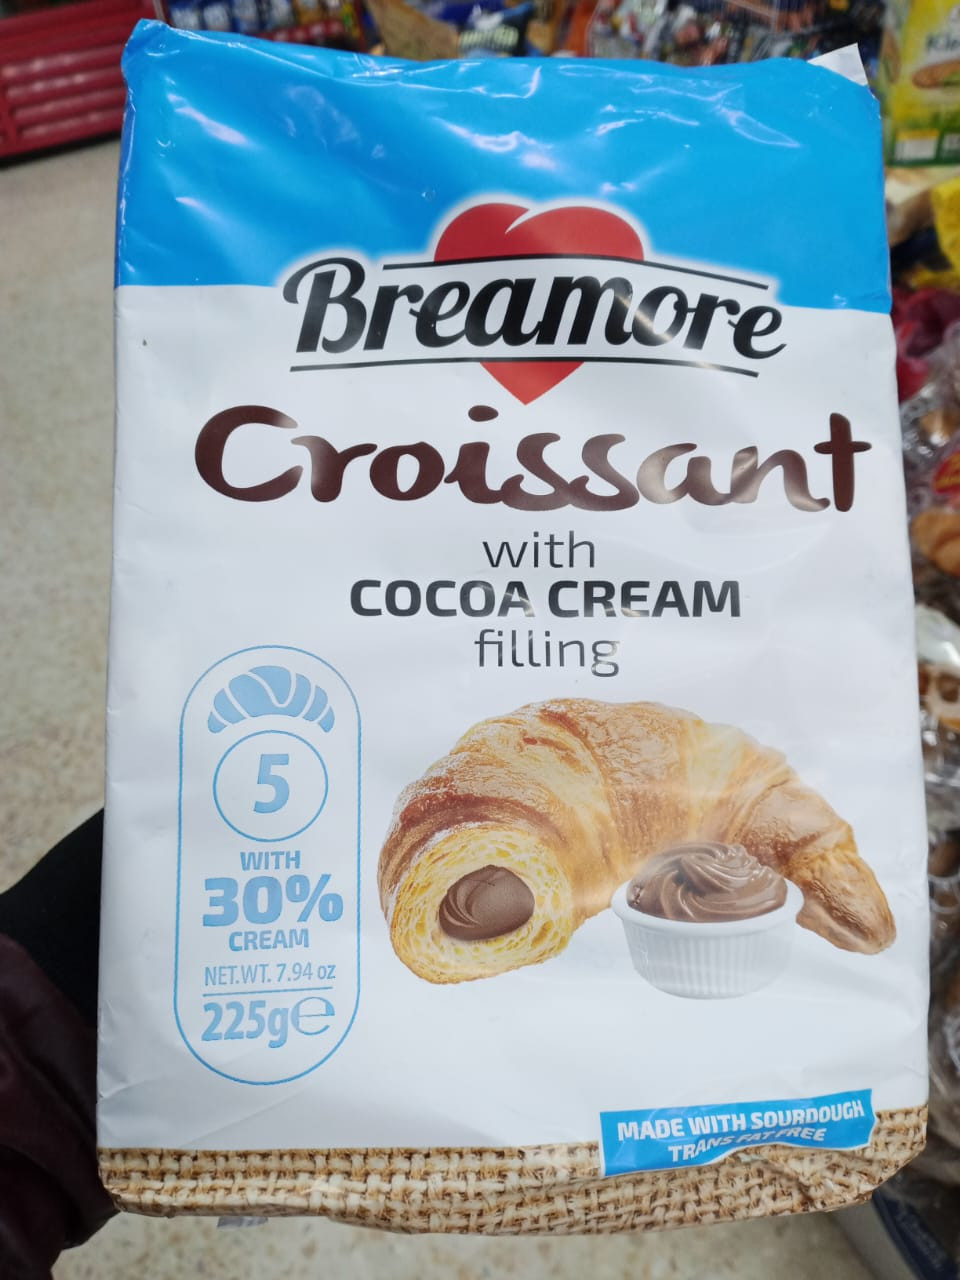 Breamore
Croissant
with
COCOA CREAM
filling
5
WITH
30%
CREAM
NET.WT. 7.94 oz
225g℮
MADE WITH SOURDOUGH
TRANS FAT FREE